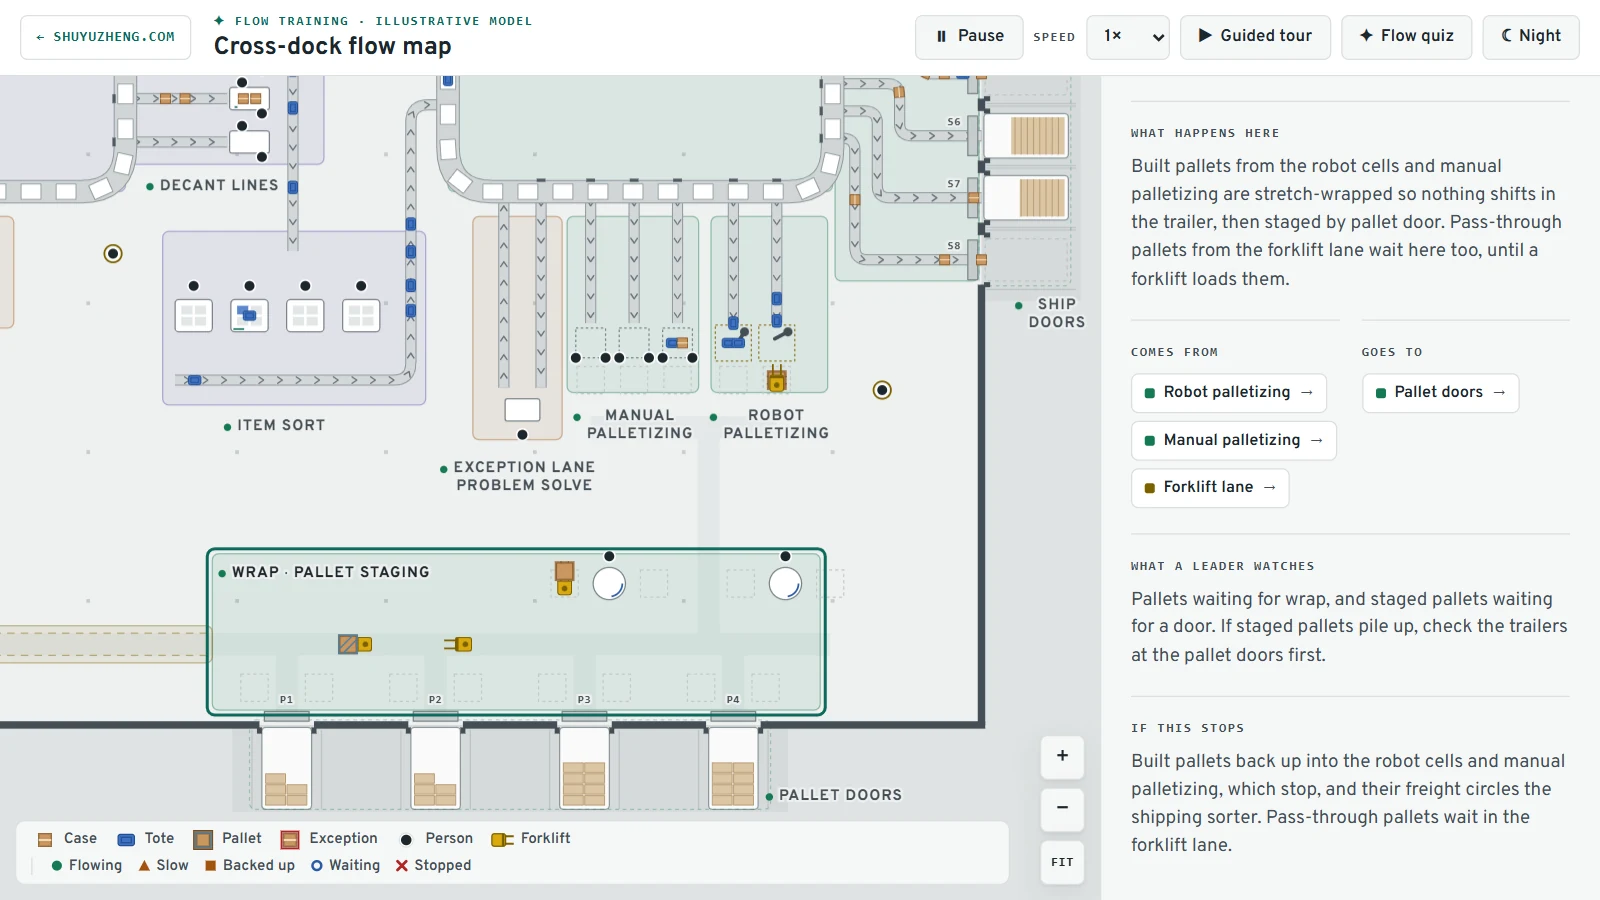 ← SHUYUZHENG.COM
✦ FLOW TRAINING · ILLUSTRATIVE MODEL
Cross-dock flow map
Pause
SPEED
1×
Guided tour
✦ Flow quiz
Night
DECANT LINES
S6
S7
S8
SHIP
DOORS
ITEM SORT
MANUAL
PALLETIZING
ROBOT
PALLETIZING
EXCEPTION LANE
PROBLEM SOLVE
WRAP · PALLET STAGING
P1
P2
P3
P4
PALLET DOORS
+
−
FIT
Case
Tote
Pallet
Exception
Person
Forklift
Flowing
Slow
Backed up
Waiting
Stopped
WHAT HAPPENS HERE
Built pallets from the robot cells and manual
palletizing are stretch-wrapped so nothing shifts in
the trailer, then staged by pallet door. Pass-through
pallets from the forklift lane wait here too, until a
forklift loads them.
COMES FROM
Robot palletizing →
Manual palletizing →
Forklift lane →
GOES TO
Pallet doors →
WHAT A LEADER WATCHES
Pallets waiting for wrap, and staged pallets waiting
for a door. If staged pallets pile up, check the trailers
at the pallet doors first.
IF THIS STOPS
Built pallets back up into the robot cells and manual
palletizing, which stop, and their freight circles the
shipping sorter. Pass-through pallets wait in the
forklift lane.